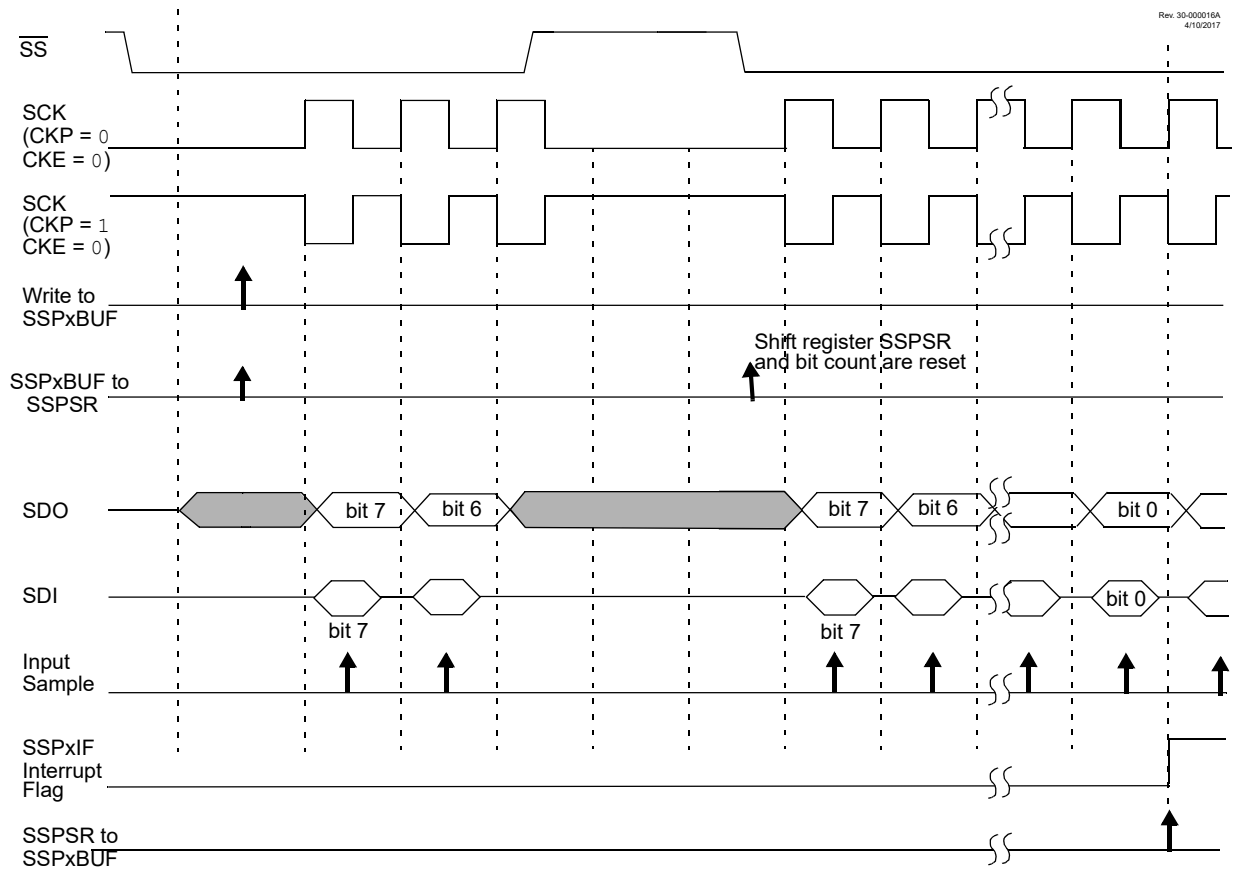 Rev. 30-000016A
4/10/2017
SS
SCK
(CKP = 0
CKE = 0)
SCK
(CKP = 1
CKE = 0)
Write to
SSPxBUF
Shift register SSPSR
and bit count are reset
SSPxBUF to
SSPSR
SDO
bit 7
bit 6
bit 7
bit 6
bit 0
SDI
bit 0
bit 7
bit 7
Input
Sample
SSPxIF
Interrupt
Flag
SSPSR to
SSPxBUF